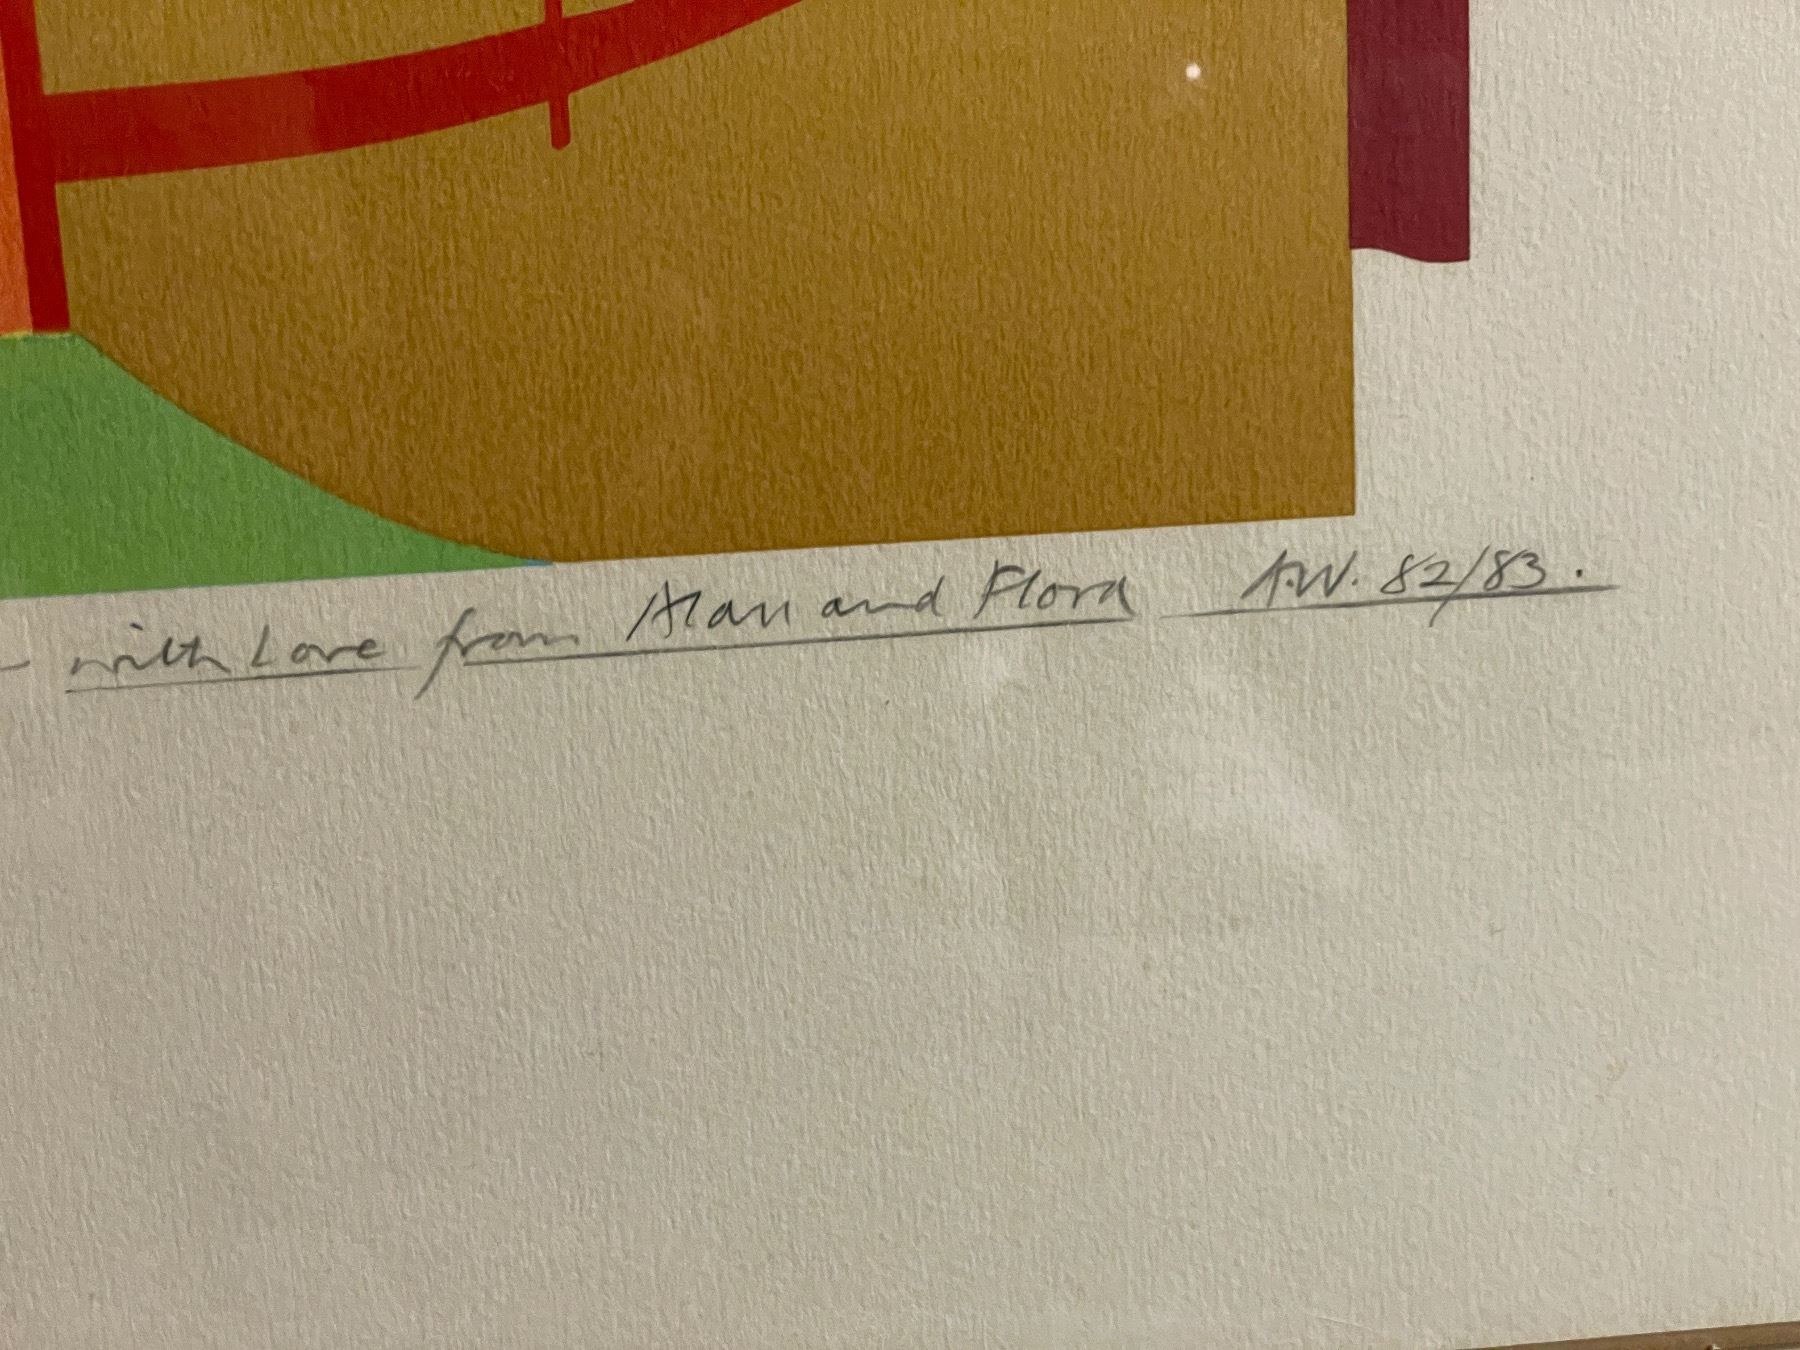 - with Love from Alan and Flora A.W. 82/83.